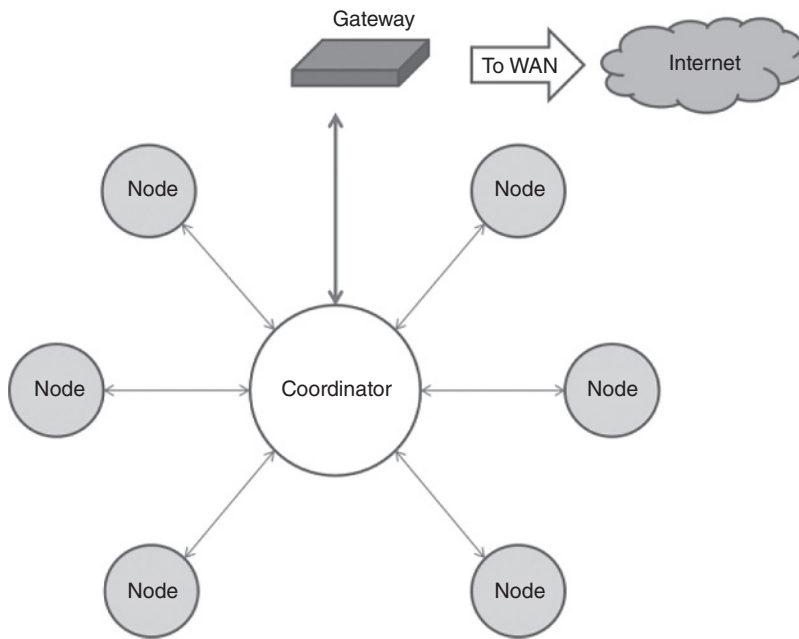 Gateway
To WAN
Internet
Node
Node
Node
Coordinator
Node
Node
Node